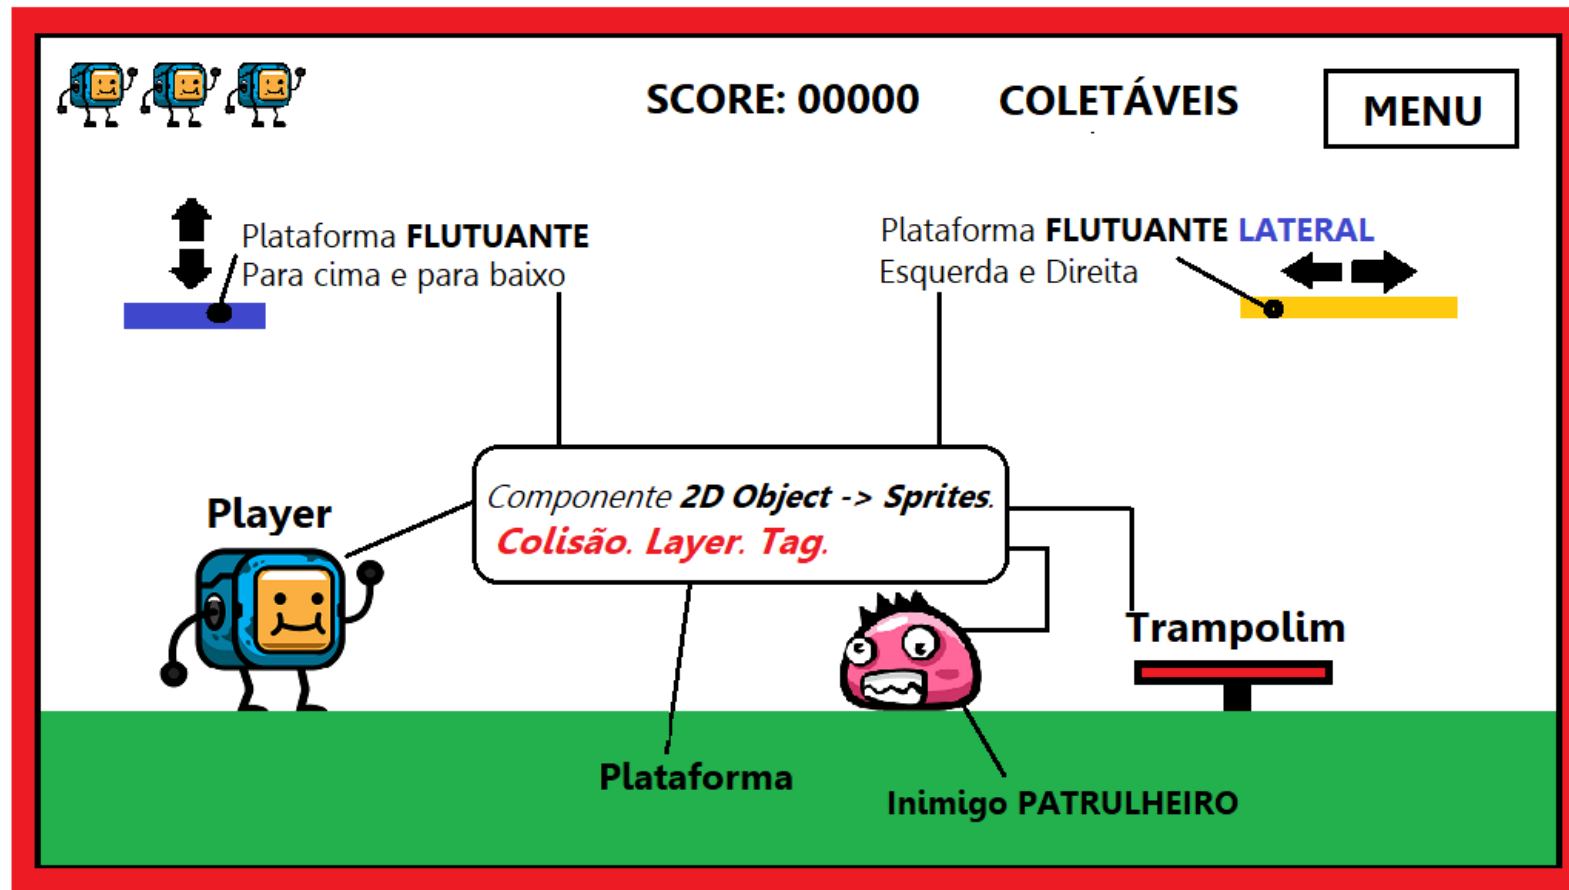 SCORE: 00000
COLETÁVEIS
MENU
Plataforma FLUTUANTE
Para cima e para baixo
Plataforma FLUTUANTE LATERAL
Esquerda e Direita
Componente 2D Object -> Sprites.
Colisão. Layer. Tag.
Player
Trampolim
Plataforma
Inimigo PATRULHEIRO